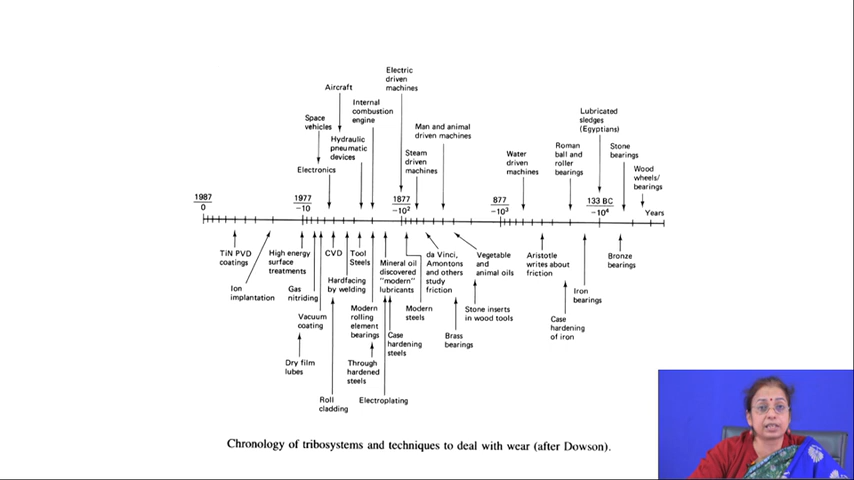 Electric
driven
machines
Aircraft
Internal
combustion
engine
Space
vehicles
Hydraulic
pneumatic
devices
Electronics
Man and animal
driven machines
Steam
driven
machines
Lubricated
sledges
(Egyptians)
Water
driven
machines
Roman
ball and
roller
bearings
Stone
bearings
Wood
wheels/
bearings
1987
0
1977
-10
1877
-10²
877
-10³
133 BC
-10⁴
Years
TiN PVD
coatings
Ion
implantation
High energy
surface
treatments
Gas
nitriding
Vacuum
coating
Dry film
lubes
CVD
Hardfacing
by welding
Roll
cladding
Tool
Steels
Modern
rolling
element
bearings
Through
hardened
steels
Mineral oil
discovered
"modern"
lubricants
Case
hardening
steels
Electroplating
Modern
steels
da Vinci,
Amontons
and others
study
friction
Brass
bearings
Vegetable
and
animal oils
Stone inserts
in wood tools
Aristotle
writes about
friction
Case
hardening
of iron
Iron
bearings
Bronze
bearings
Chronology of tribosystems and techniques to deal with wear (after Dowson).